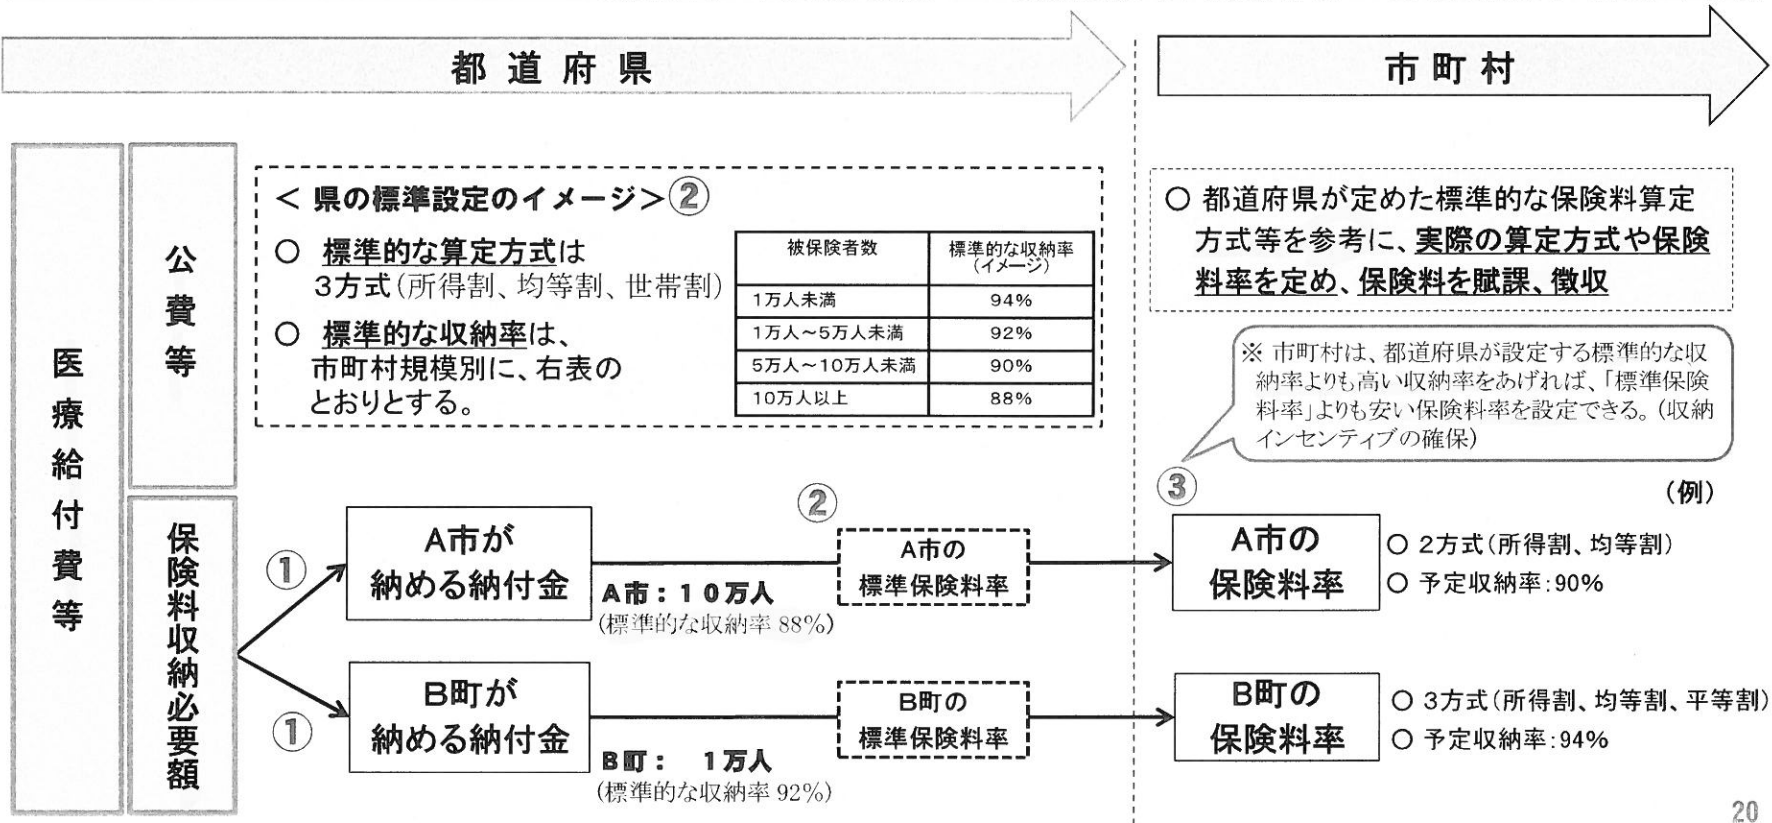 都道府県
市町村
医療給付費等
公費等
保険料収納必要額
＜ 県の標準設定のイメージ＞②
○ 標準的な算定方式は
3方式（所得割、均等割、世帯割）
○ 標準的な収納率は、
市町村規模別に、右表の
とおりとする。
被保険者数 標準的な収納率
（イメージ）
1万人未満 94%
1万人～5万人未満 92%
5万人～10万人未満 90%
10万人以上 88%
○ 都道府県が定めた標準的な保険料算定
方式等を参考に、実際の算定方式や保険
料率を定め、保険料を賦課、徴収
※ 市町村は、都道府県が設定する標準的な収
納率よりも高い収納率をあげれば、「標準保険
料率」よりも安い保険料率を設定できる。（収納
インセンティブの確保）
③
（例）
①
A市が
納める納付金
A市：１０万人
（標準的な収納率 88%）
②
A市の
標準保険料率
A市の
保険料率
○ 2方式（所得割、均等割）
○ 予定収納率：90%
①
B町が
納める納付金
B町： 1万人
（標準的な収納率 92%）
B町の
標準保険料率
B町の
保険料率
○ 3方式（所得割、均等割、平等割）
○ 予定収納率：94%
20